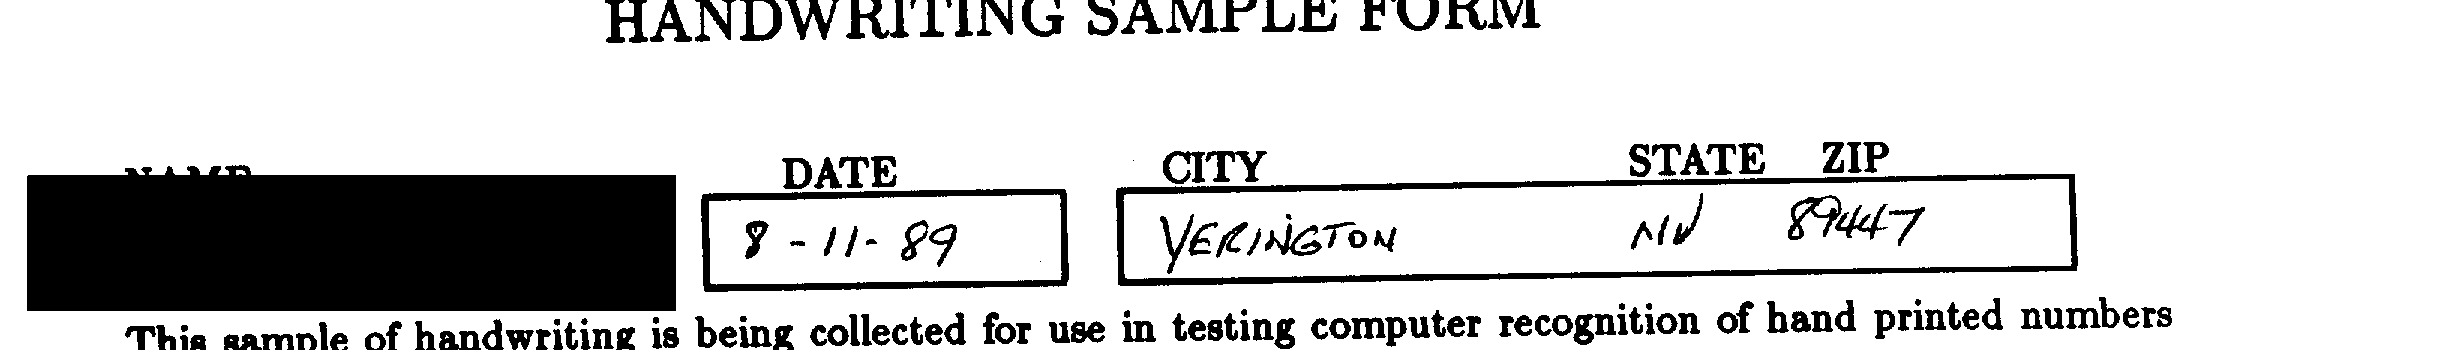 HANDWRITING SAMPLE FORM
NAME DATE CITY STATE ZIP
8-11-89 YERINGTON NV 89447
This sample of handwriting is being collected for use in testing computer recognition of hand printed numbers